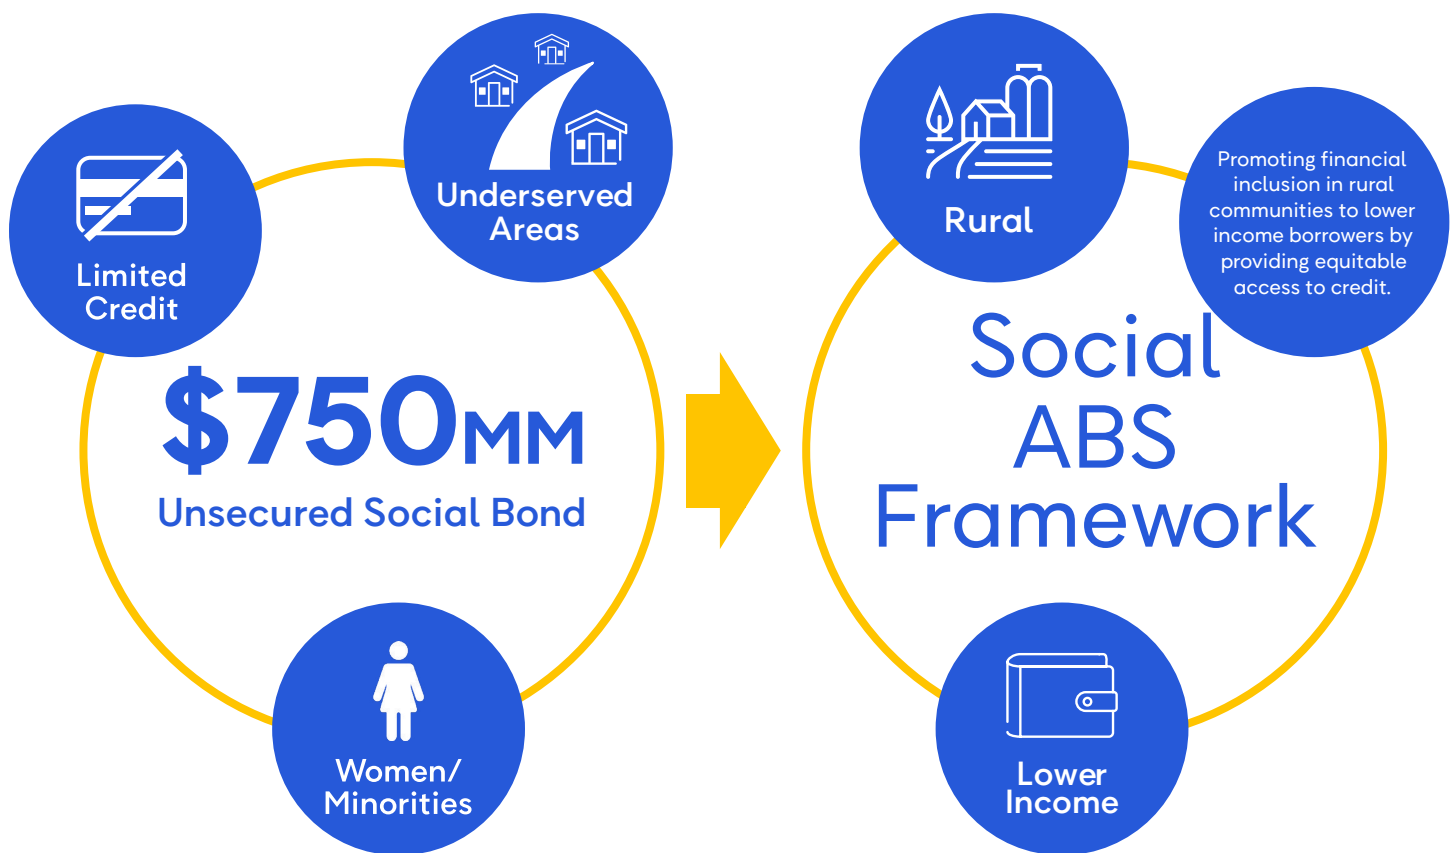 Limited
Credit
Underserved
Areas
$750MM
Unsecured Social Bond
Women/
Minorities
Rural
Promoting financial
inclusion in rural
communities to lower
income borrowers by
providing equitable
access to credit.
Social
ABS
Framework
Lower
Income